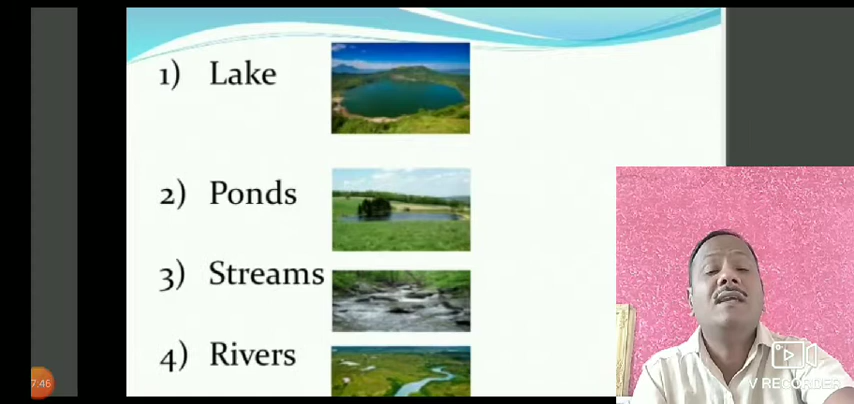 1) Lake
2) Ponds
3) Streams
4) Rivers
7:46
V RECORDER